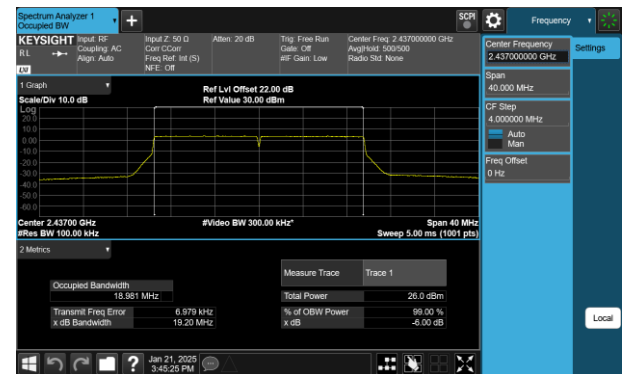 Spectrum Analyzer 1
Occupied BW
SCPI
Frequency
KEYSIGHT
R L
Input: RF
Coupling: AC
Align: Auto
Input Z: 50 Ω
Corr CCorr
Freq Ref: Int (S)
NFE: Off
Atten: 20 dB
Trig: Free Run
Gate: Off
#IF Gain: Low
Center Freq: 2.437000000 GHz
Avg|Hold: 500/500
Radio Std: None
Center Frequency
2.437000000 GHz
Settings
Span
40.000 MHz
CF Step
4.000000 MHz
Auto
Man
Freq Offset
0 Hz
1 Graph
Scale/Div 10.0 dB
Ref Lvl Offset 22.00 dB
Ref Value 30.00 dBm
Log
20.0
10.0
0.00
-10.0
-20.0
-30.0
-40.0
-50.0
-60.0
Center 2.43700 GHz
#Res BW 100.00 kHz
#Video BW 300.00 kHz*
Span 40 MHz
Sweep 5.00 ms (1001 pts)
2 Metrics
Measure Trace Trace 1
Occupied Bandwidth
18.981 MHz
Total Power 26.0 dBm
Transmit Freq Error 6.979 kHz
% of OBW Power 99.00 %
x dB Bandwidth 19.20 MHz
x dB -6.00 dB
Local
?
Jan 21, 2025
3:45:25 PM